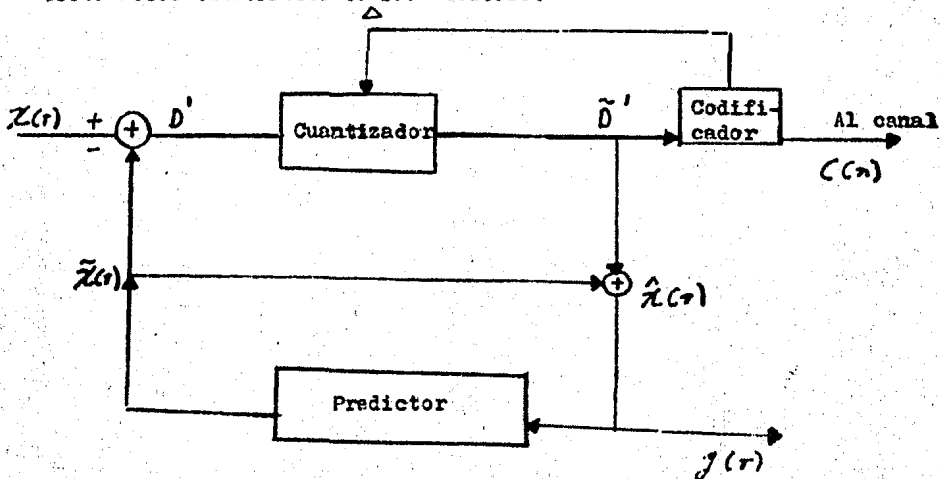 Δ
x(r) + D' Cuantizador D̃' Codifi-
cador Al canal
-
C(n)
x̃(r) x̂(r)
Predictor
y(r)